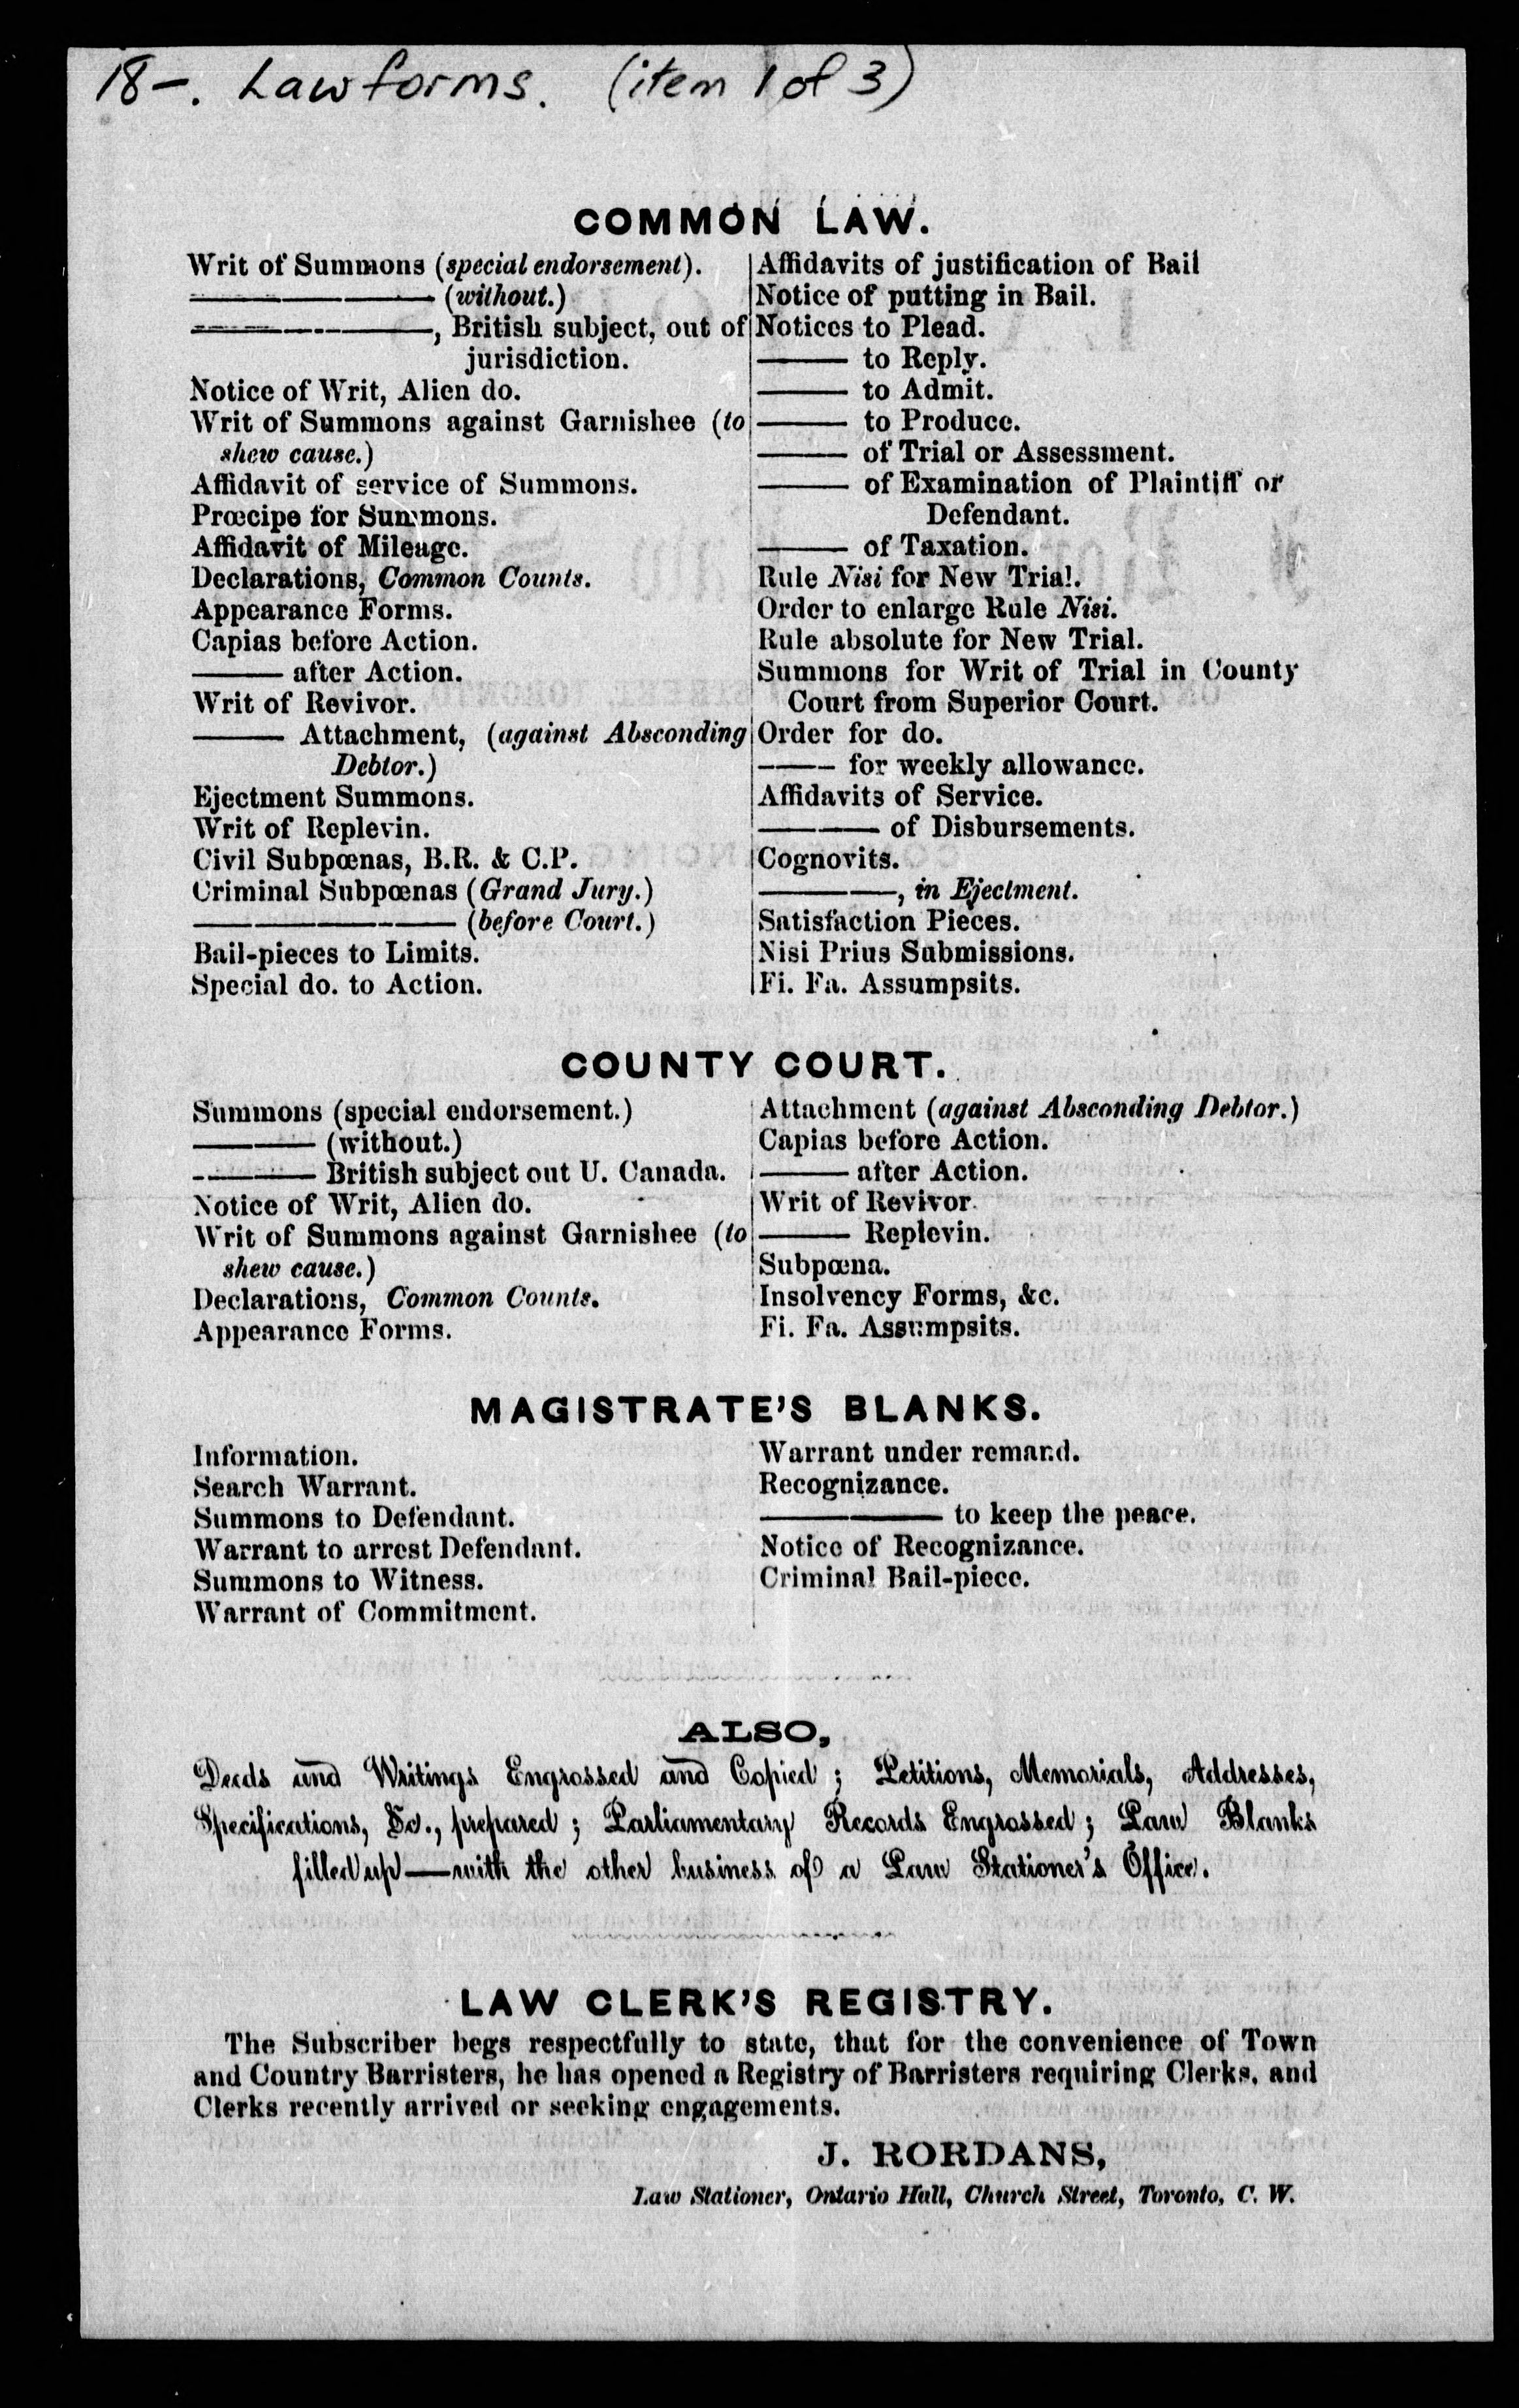 18-. Law forms. (item 1 of 3)
COMMON LAW.
Writ of Summons (special endorsement).
——————— (without.)
———————, British subject, out of
jurisdiction.
Notice of Writ, Alien do.
Writ of Summons against Garnishee (to
shew cause.)
Affidavit of service of Summons.
Præcipe for Summons.
Affidavit of Mileage.
Declarations, Common Counts.
Appearance Forms.
Capias before Action.
——— after Action.
Writ of Revivor.
——— Attachment, (against Absconding
Debtor.)
Ejectment Summons.
Writ of Replevin.
Civil Subpœnas, B.R. & C.P.
Criminal Subpœnas (Grand Jury.)
————————— (before Court.)
Bail-pieces to Limits.
Special do. to Action.
Affidavits of justification of Bail
Notice of putting in Bail.
Notices to Plead.
——— to Reply.
——— to Admit.
——— to Produce.
——— of Trial or Assessment.
——— of Examination of Plaintiff or
Defendant.
——— of Taxation.
Rule Nisi for New Trial.
Order to enlarge Rule Nisi.
Rule absolute for New Trial.
Summons for Writ of Trial in County
Court from Superior Court.
Order for do.
——— for weekly allowance.
Affidavits of Service.
———— of Disbursements.
Cognovits.
————, in Ejectment.
Satisfaction Pieces.
Nisi Prius Submissions.
Fi. Fa. Assumpsits.
COUNTY COURT.
Summons (special endorsement.)
———— (without.)
———— British subject out U. Canada.
Notice of Writ, Alien do.
Writ of Summons against Garnishee (to
shew cause.)
Declarations, Common Counts.
Appearance Forms.
Attachment (against Absconding Debtor.)
Capias before Action.
——— after Action.
Writ of Revivor.
——— Replevin.
Subpœna.
Insolvency Forms, &c.
Fi. Fa. Assumpsits.
MAGISTRATE'S BLANKS.
Information.
Search Warrant.
Summons to Defendant.
Warrant to arrest Defendant.
Summons to Witness.
Warrant of Commitment.
Warrant under remand.
Recognizance.
—————— to keep the peace.
Notice of Recognizance.
Criminal Bail-piece.
ALSO,
Deeds and Writings Engrossed and Copied; Petitions, Memorials, Addresses,
Specifications, &c., prepared; Parliamentary Records Engrossed; Law Blanks
filled up—with the other business of a Law Stationer's Office.
LAW CLERK'S REGISTRY.
The Subscriber begs respectfully to state, that for the convenience of Town
and Country Barristers, he has opened a Registry of Barristers requiring Clerks, and
Clerks recently arrived or seeking engagements.
J. RORDANS,
Law Stationer, Ontario Hall, Church Street, Toronto, C. W.